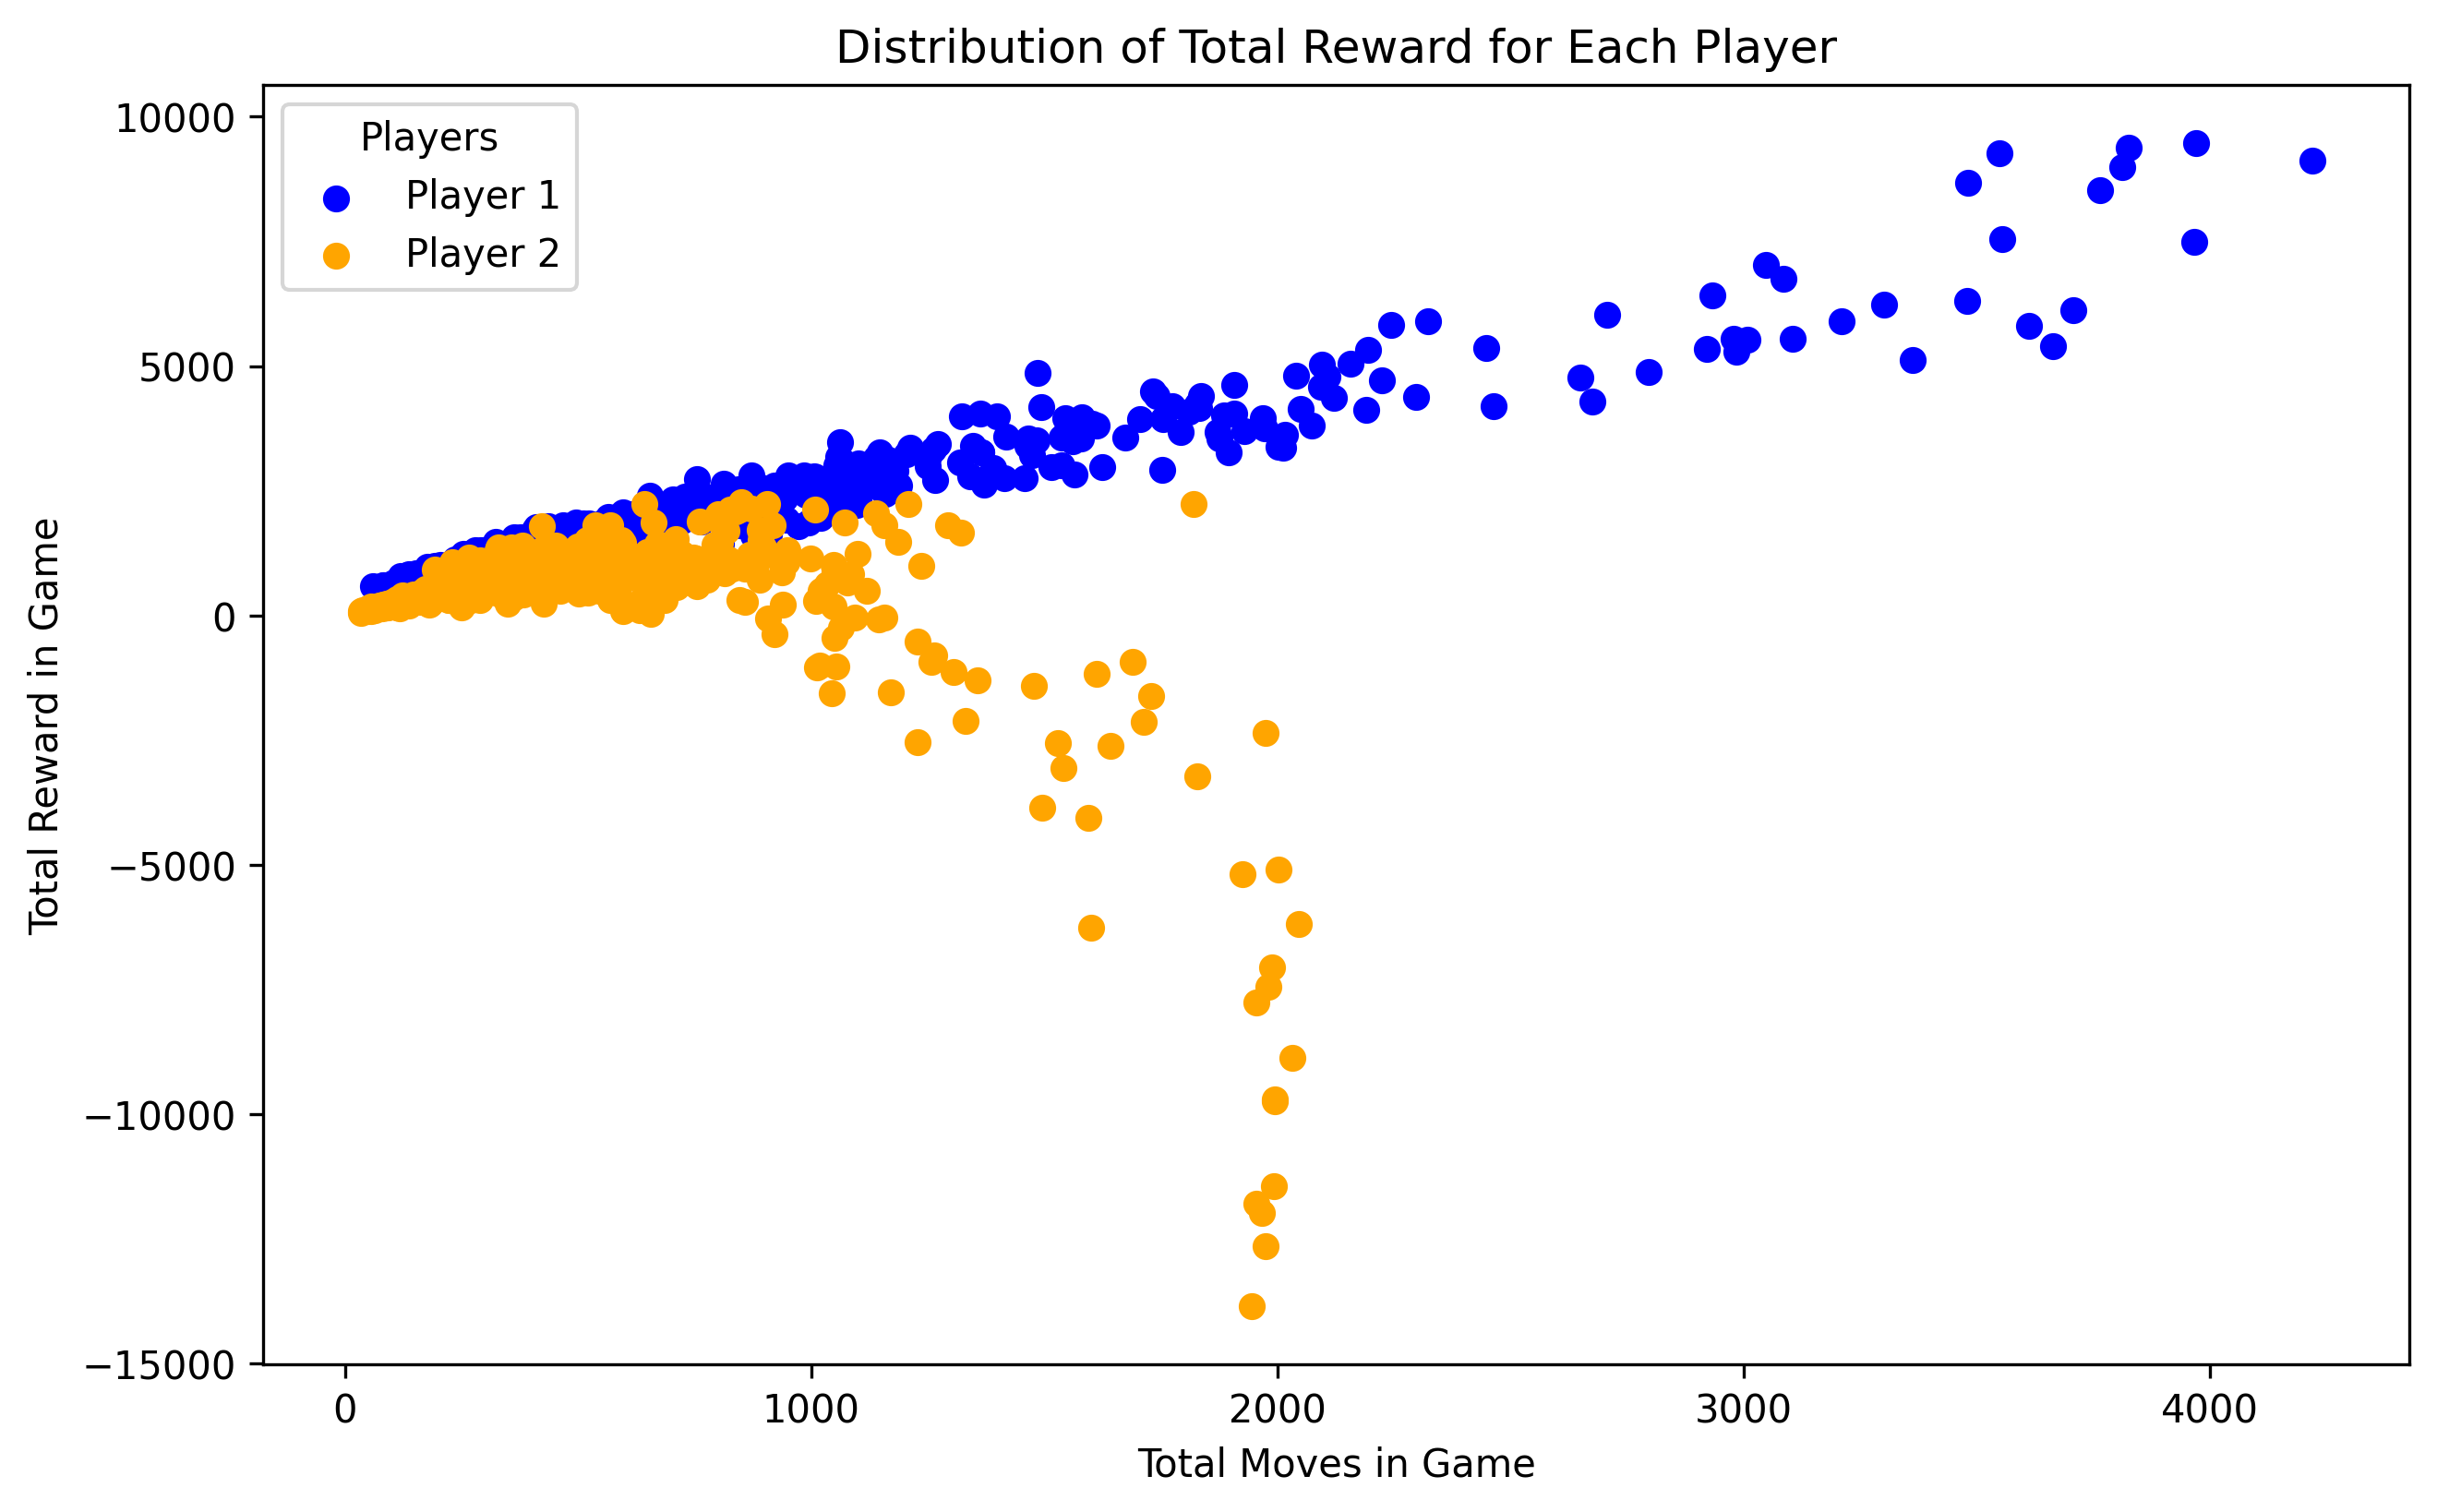 Distribution of Total Reward for Each Player
Players
Player 1
Player 2
10000
5000
0
−5000
−10000
−15000
Total Reward in Game
0 1000 2000 3000 4000
Total Moves in Game